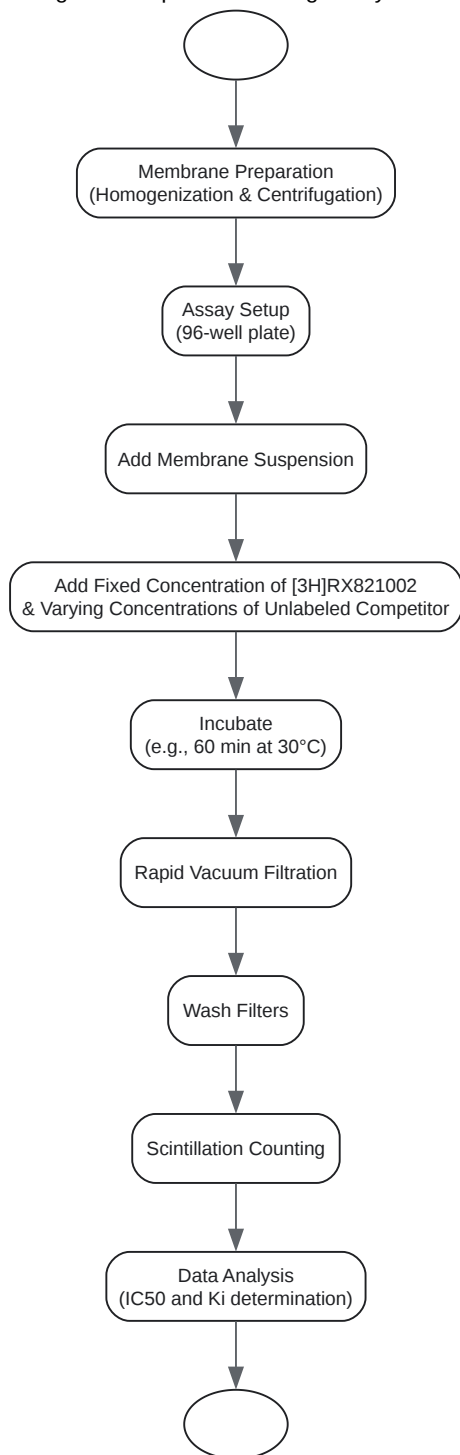 Membrane Preparation
(Homogenization & Centrifugation)
Assay Setup
(96-well plate)
Add Membrane Suspension
Add Fixed Concentration of [3H]RX821002
& Varying Concentrations of Unlabeled Competitor
Incubate
(e.g., 60 min at 30°C)
Rapid Vacuum Filtration
Wash Filters
Scintillation Counting
Data Analysis
(IC50 and Ki determination)